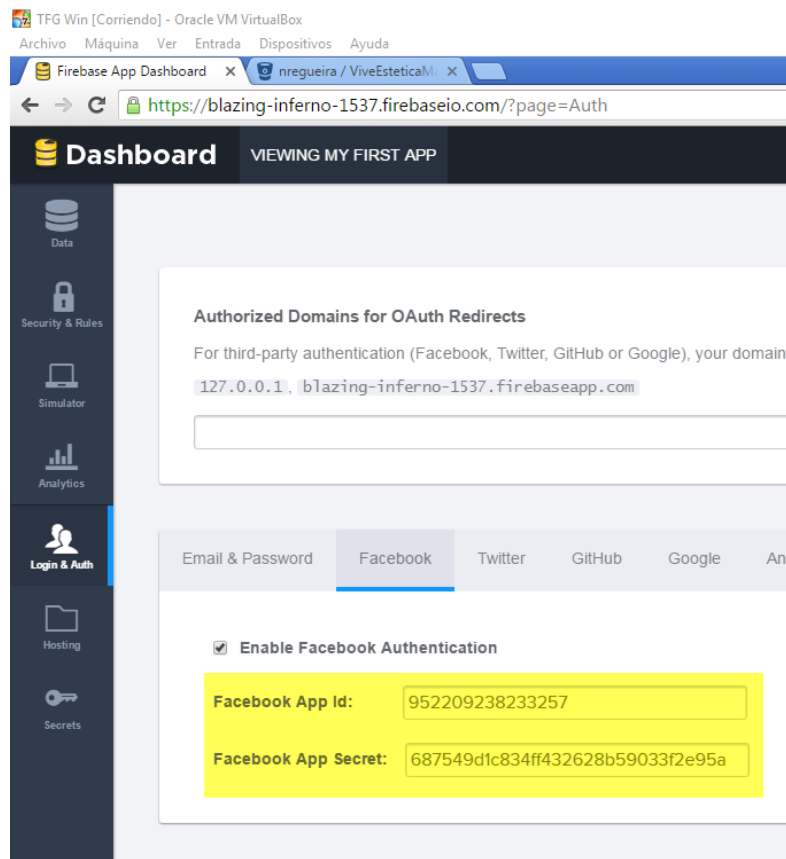 TFG Win [Corriendo] - Oracle VM VirtualBox
Archivo Máquina Ver Entrada Dispositivos Ayuda
Firebase App Dashboard nregueira / ViveEsteticaMa
https://blazing-inferno-1537.firebaseio.com/?page=Auth
Dashboard VIEWING MY FIRST APP
Data
Security & Rules
Simulator
Analytics
Login & Auth
Hosting
Secrets
Authorized Domains for OAuth Redirects
For third-party authentication (Facebook, Twitter, GitHub or Google), your domain
127.0.0.1, blazing-inferno-1537.firebaseapp.com
Email & Password Facebook Twitter GitHub Google An
Enable Facebook Authentication
Facebook App Id: 952209238233257
Facebook App Secret: 687549d1c834ff432628b59033f2e95a